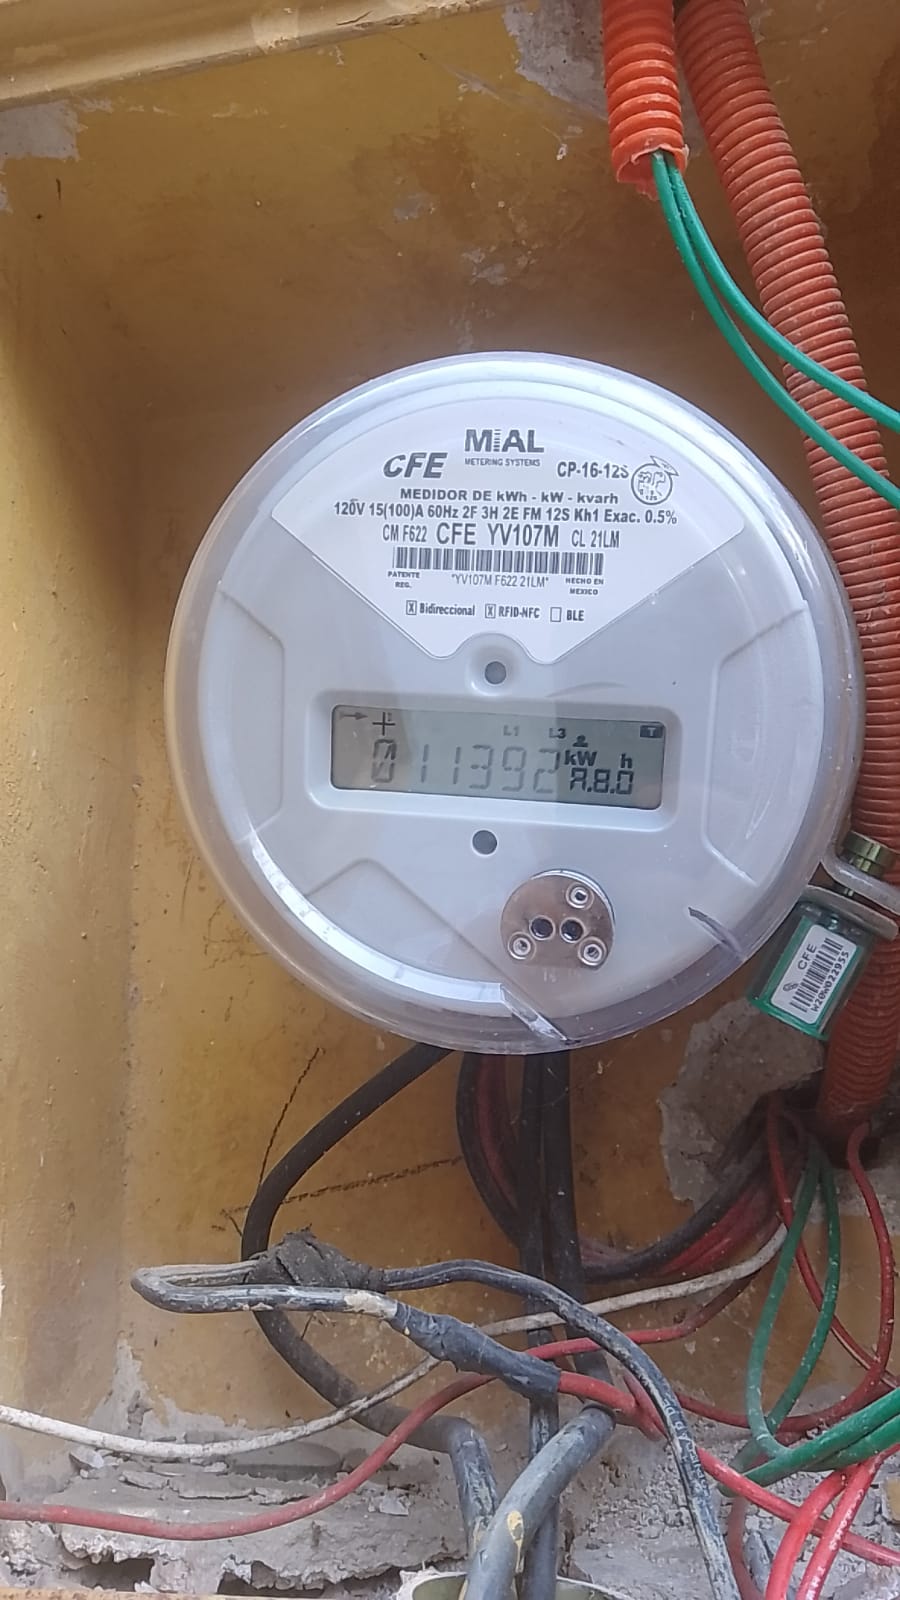 MIAL
METERING SYSTEMS
CFE
CP-16-12S
MEDIDOR DE kWh - kW - kvarh
120V 15(100)A 60Hz 2F 3H 2E FM 12S Kh1 Exac. 0.5%
CM F622 CFE YV107M CL 21LM
PATENTE REG.
*YV107M F622 21LM*
HECHO EN MEXICO
X Bidireccional X RFID-NFC BLE
L1 L3 T
011392 kW h
A.8.0
CFE
W20W022955